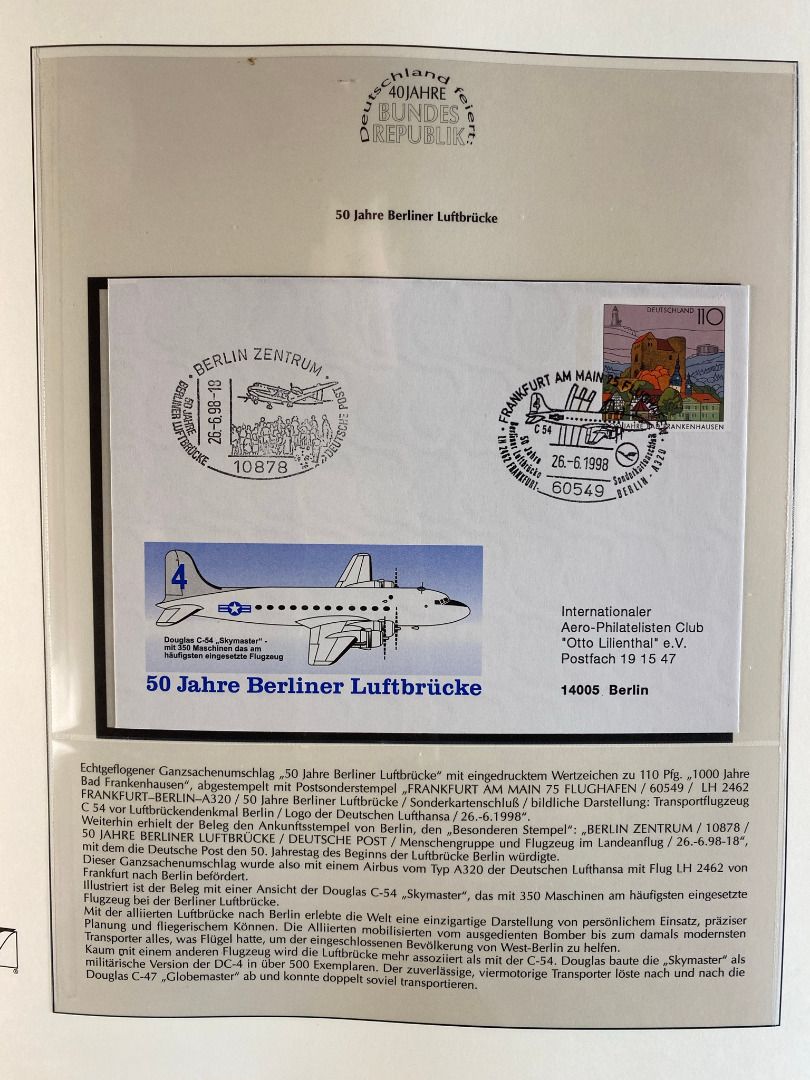 Deutschland feiert:
40 JAHRE
BUNDES
REPUBLIK
50 Jahre Berliner Luftbrücke
DEUTSCHLAND 110
JAHRE BAD FRANKENHAUSEN
· BERLIN ZENTRUM ·
DEUTSCHE POST
50 JAHRE
BERLINER LUFTBRÜCKE
26-6.98-18
10878
· FRANKFURT AM MAIN 75
C 54
50 Jahre
Berliner Luftbrücke
26.-6.1998
Sonderkartenschluß
· LH 2462 FRANKFURT-
BERLIN - A320 ·
60549
4
Douglas C-54 „Skymaster“ -
mit 350 Maschinen das am
häufigsten eingesetzte Flugzeug
50 Jahre Berliner Luftbrücke
Internationaler
Aero-Philatelisten Club
"Otto Lilienthal" e.V.
Postfach 19 15 47
14005 Berlin
Echtgeflogener Ganzsachenumschlag „50 Jahre Berliner Luftbrücke“ mit eingedrucktem Wertzeichen zu 110 Pfg. „1000 Jahre
Bad Frankenhausen“, abgestempelt mit Postsonderstempel „FRANKFURT AM MAIN 75 FLUGHAFEN / 60549 / LH 2462
FRANKFURT–BERLIN–A320 / 50 Jahre Berliner Luftbrücke / Sonderkartenschluß / bildliche Darstellung: Transportflugzeug
C 54 vor Luftbrückendenkmal Berlin / Logo der Deutschen Lufthansa / 26.-6.1998“.
Weiterhin erhielt der Beleg den Ankunftsstempel von Berlin, den „Besonderen Stempel“: „BERLIN ZENTRUM / 10878 /
50 JAHRE BERLINER LUFTBRÜCKE / DEUTSCHE POST / Menschengruppe und Flugzeug im Landeanflug / 26.-6.98-18“,
mit dem die Deutsche Post den 50. Jahrestag des Beginns der Luftbrücke Berlin würdigte.
Dieser Ganzsachenumschlag wurde also mit einem Airbus vom Typ A320 der Deutschen Lufthansa mit Flug LH 2462 von
Frankfurt nach Berlin befördert.
Illustriert ist der Beleg mit einer Ansicht der Douglas C-54 „Skymaster“, das mit 350 Maschinen am häufigsten eingesetzte
Flugzeug bei der Berliner Luftbrücke.
Mit der alliierten Luftbrücke nach Berlin erlebte die Welt eine einzigartige Darstellung von persönlichem Einsatz, präziser
Planung und fliegerischem Können. Die Alliierten mobilisierten vom ausgedienten Bomber bis zum damals modernsten
Transporter alles, was Flügel hatte, um der eingeschlossenen Bevölkerung von West-Berlin zu helfen.
Kaum mit einem anderen Flugzeug wird die Luftbrücke mehr assoziiert als mit der C-54. Douglas baute die „Skymaster“ als
militärische Version der DC-4 in über 500 Exemplaren. Der zuverlässige, viermotorige Transporter löste nach und nach die
Douglas C-47 „Globemaster“ ab und konnte doppelt soviel transportieren.